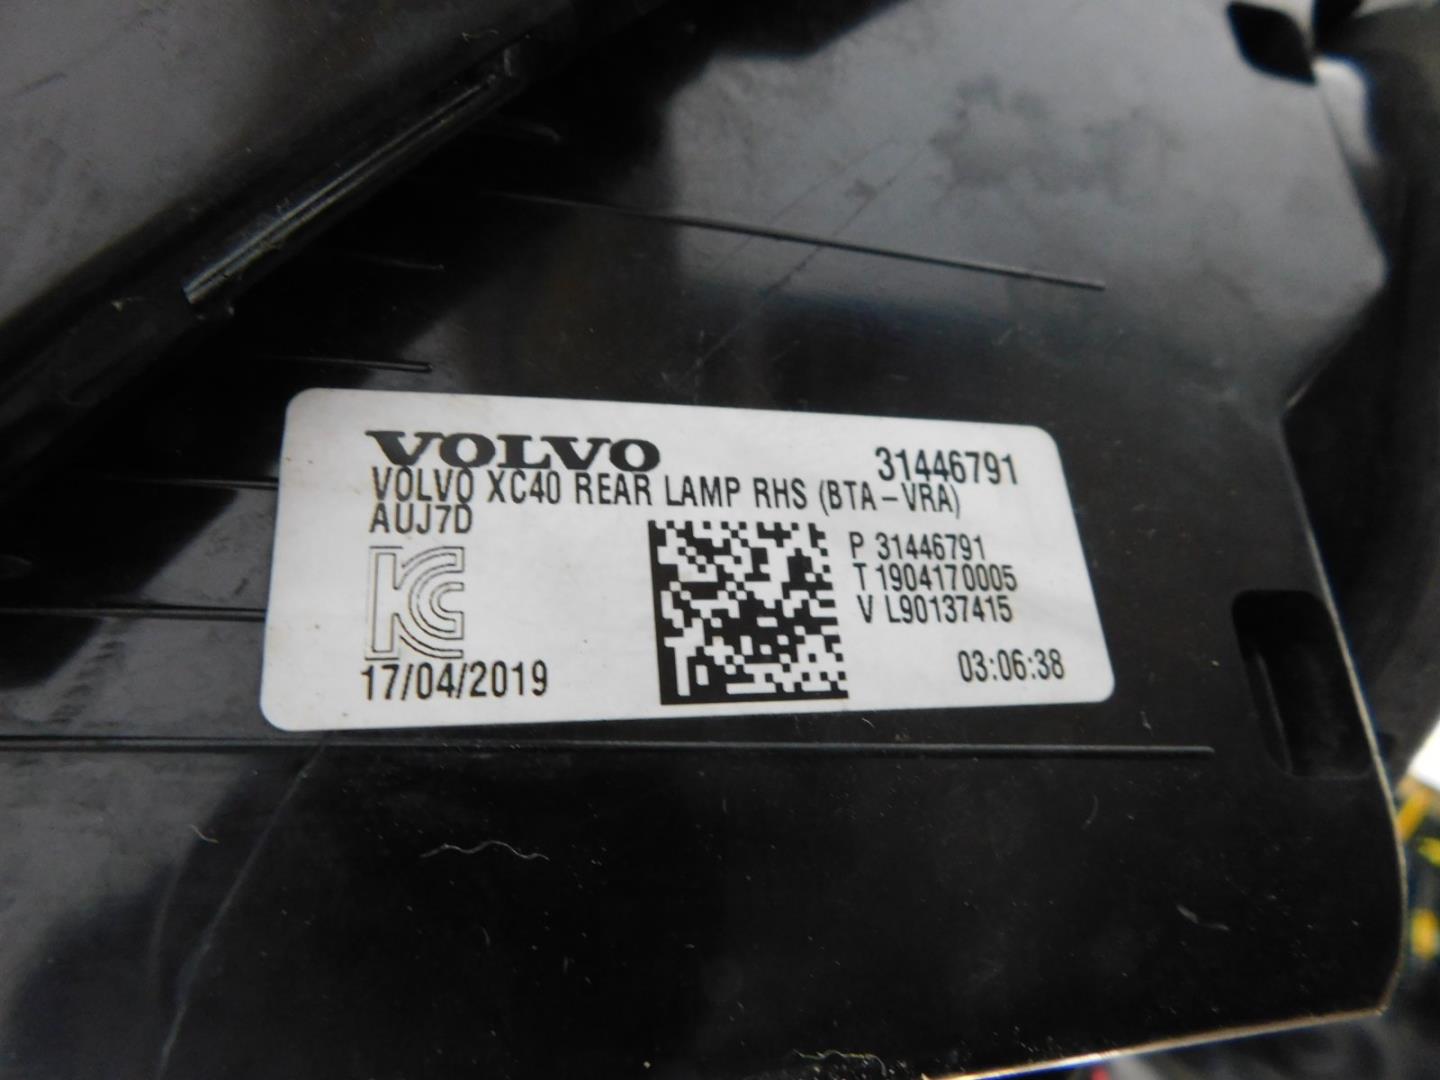 VOLVO 31446791
VOLVO XC40 REAR LAMP RHS (BTA-VRA)
AUJ7D
P 31446791
T 1904170005
V L90137415
KC
17/04/2019 03:06:38